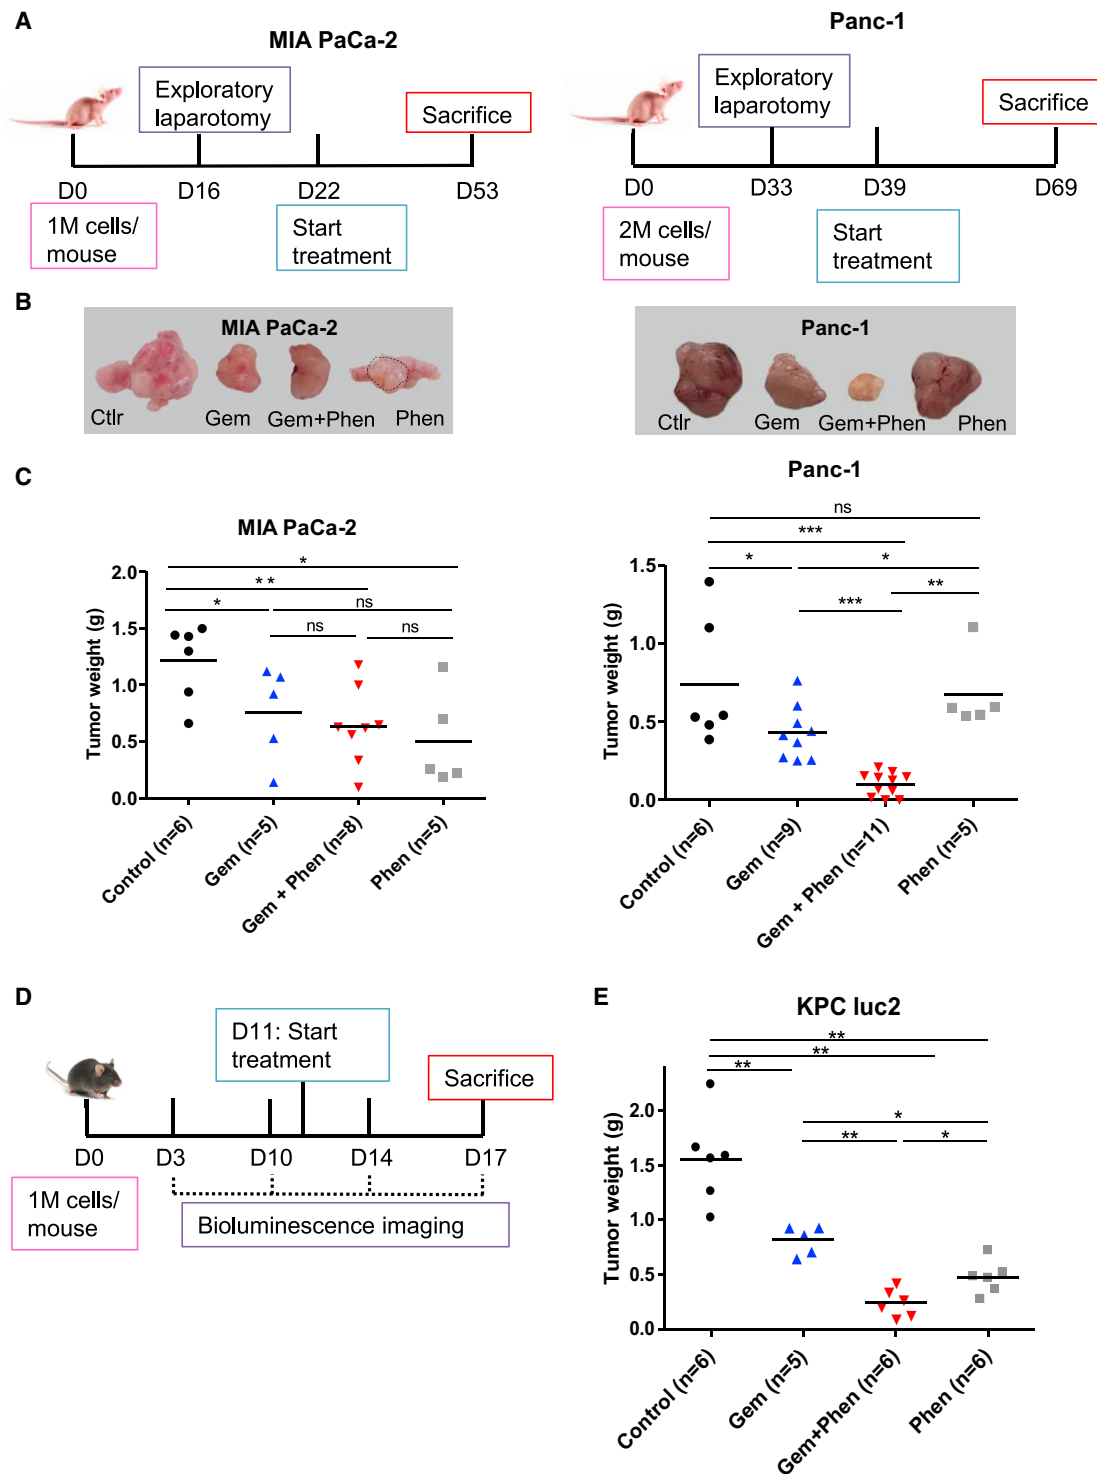 A
MIA PaCa-2
Exploratory
laparotomy
Sacrifice
D0 D16 D22 D53
1M cells/
mouse
Start
treatment
Panc-1
Exploratory
laparotomy
Sacrifice
D0 D33 D39 D69
2M cells/
mouse
Start
treatment
B
MIA PaCa-2
Ctlr Gem Gem+Phen Phen
Panc-1
Ctlr Gem Gem+Phen Phen
C
MIA PaCa-2
*
**
* ns
ns ns
Tumor weight (g)
2.0
1.5
1.0
0.5
0.0
Control (n=6)
Gem (n=5)
Gem + Phen (n=8)
Phen (n=5)
Panc-1
ns
***
* *
**
***
Tumor weight (g)
1.5
1.0
0.5
0.0
Control (n=6)
Gem (n=9)
Gem + Phen (n=11)
Phen (n=5)
D
D11: Start
treatment
Sacrifice
D0 D3 D10 D14 D17
1M cells/
mouse
Bioluminescence imaging
E
KPC luc2
**
**
**
*
** *
Tumor weight (g)
2.0
1.5
1.0
0.5
0.0
Control (n=6)
Gem (n=5)
Gem+Phen (n=6)
Phen (n=6)